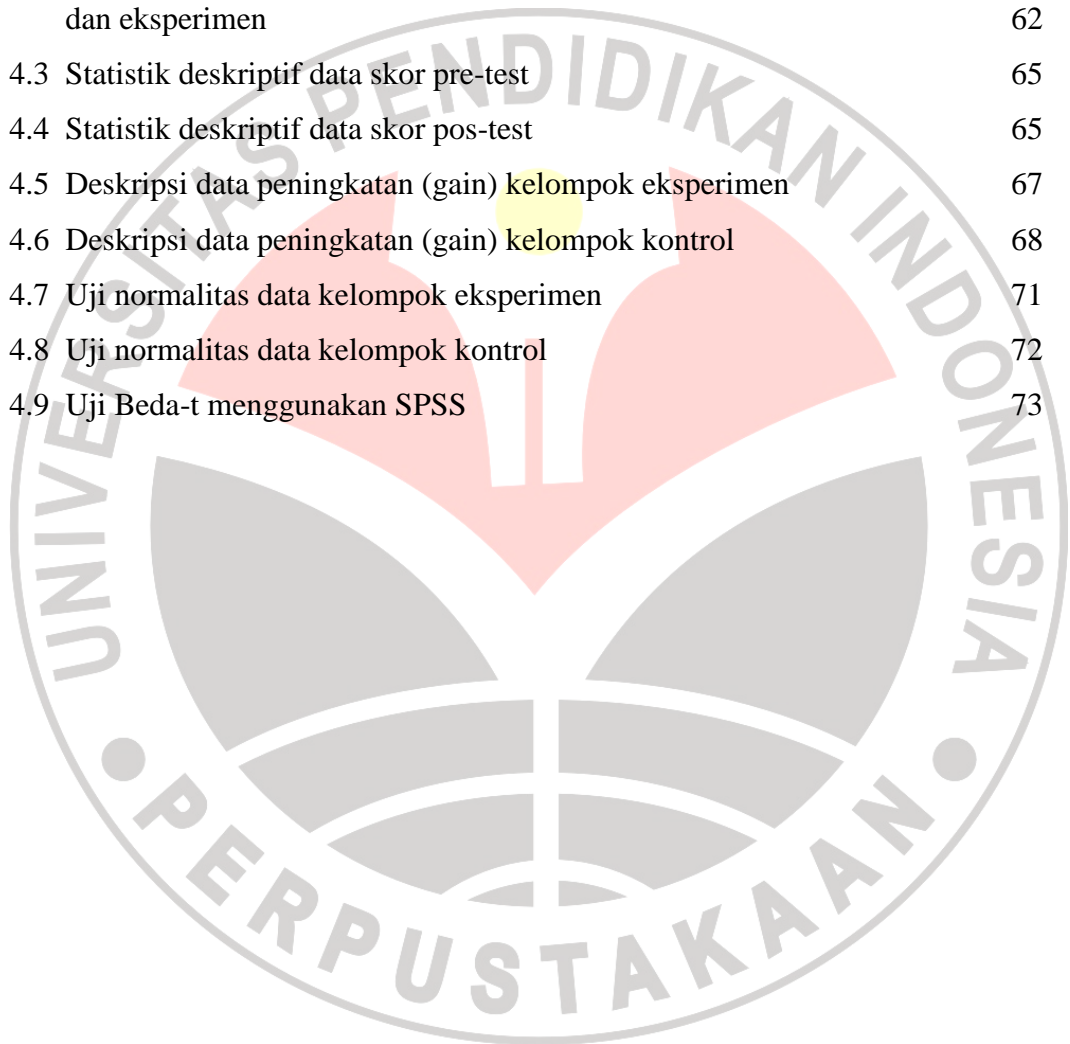 dan eksperimen 62
4.3 Statistik deskriptif data skor pre-test 65
4.4 Statistik deskriptif data skor pos-test 65
4.5 Deskripsi data peningkatan (gain) kelompok eksperimen 67
4.6 Deskripsi data peningkatan (gain) kelompok kontrol 68
4.7 Uji normalitas data kelompok eksperimen 71
4.8 Uji normalitas data kelompok kontrol 72
4.9 Uji Beda-t menggunakan SPSS 73
UNIVERSITAS PENDIDIKAN INDONESIA
PERPUSTAKAAN